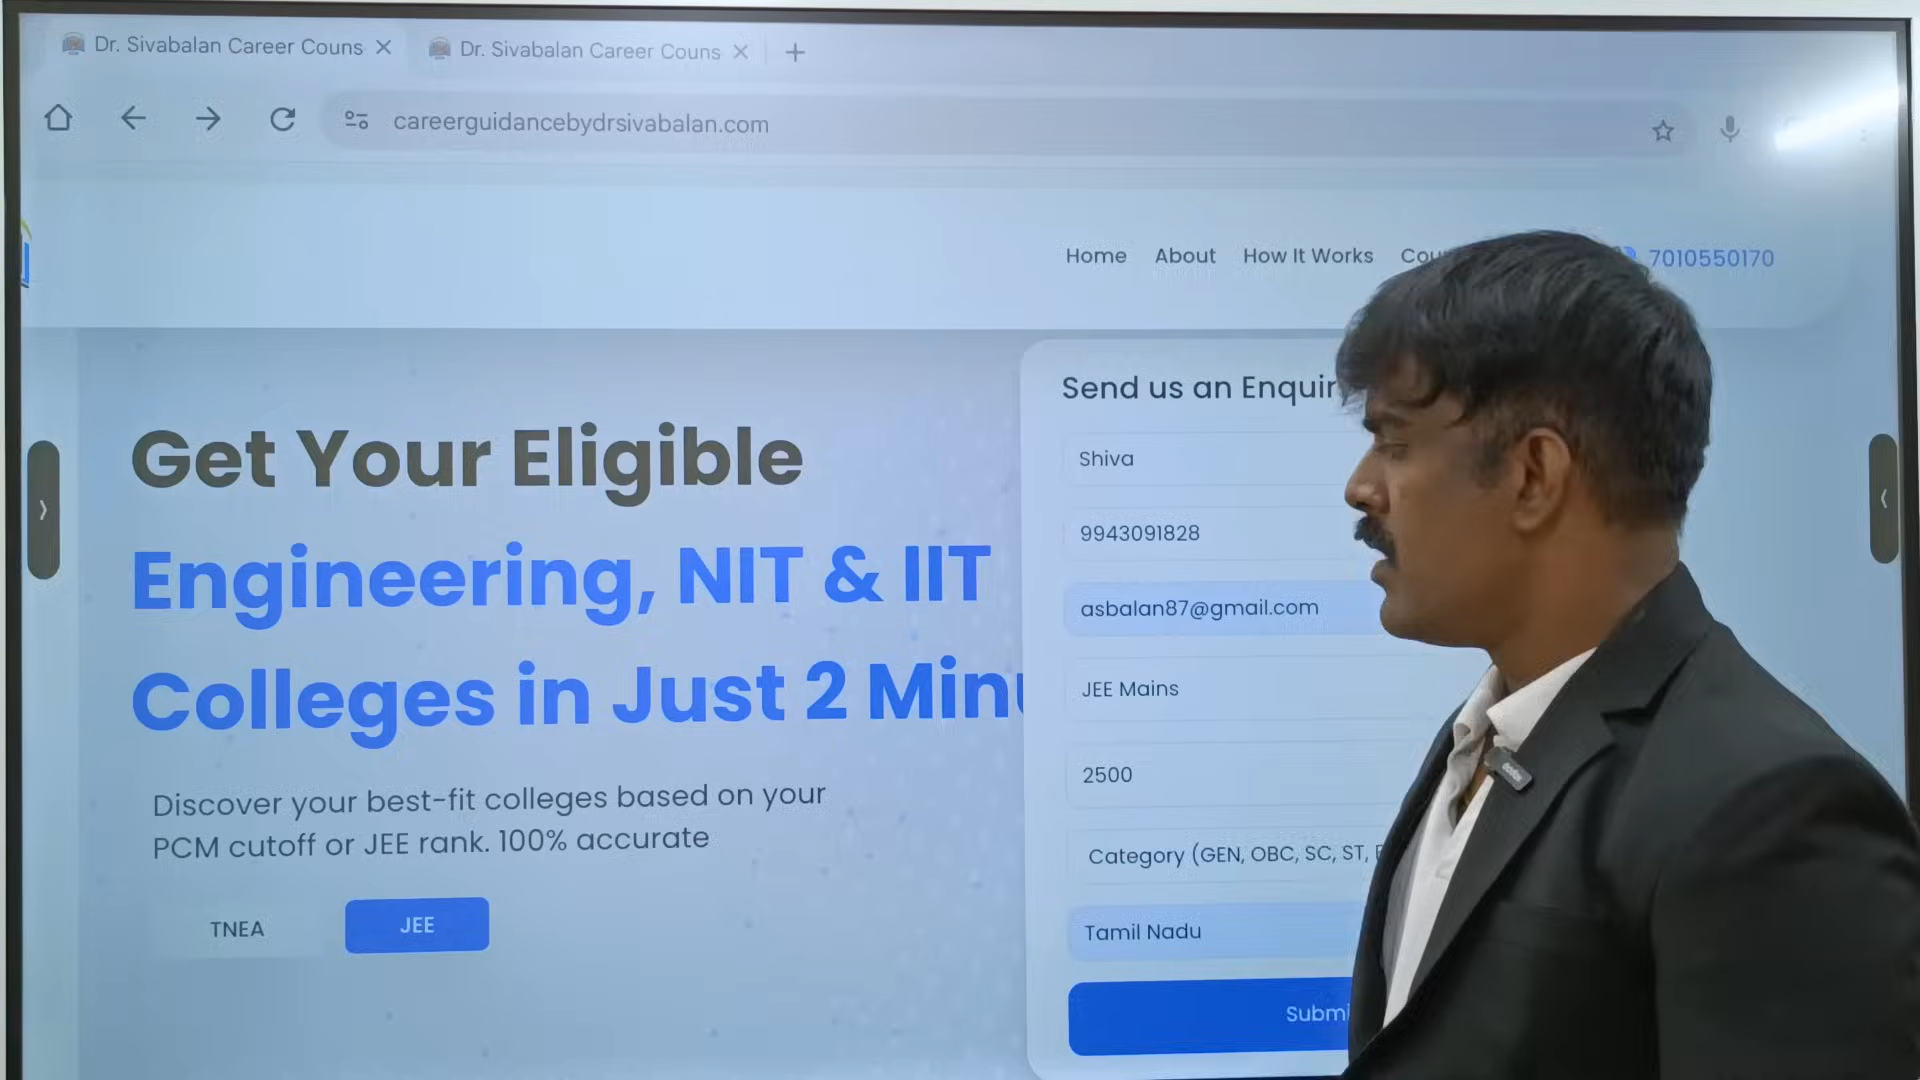 Dr. Sivabalan Career Couns
Dr. Sivabalan Career Couns
careerguidancebydrsivabalan.com
Home About How It Works 7010550170
Get Your Eligible
Engineering, NIT & IIT
Colleges in Just 2
Discover your best-fit colleges based on your
PCM cutoff or JEE rank. 100% accurate
TNEA JEE
Send us an
Shiva
9943091828
asbalan87@gmail.com
JEE Mains
2500
Category (GEN, OBC, SC, ST,
Tamil Nadu